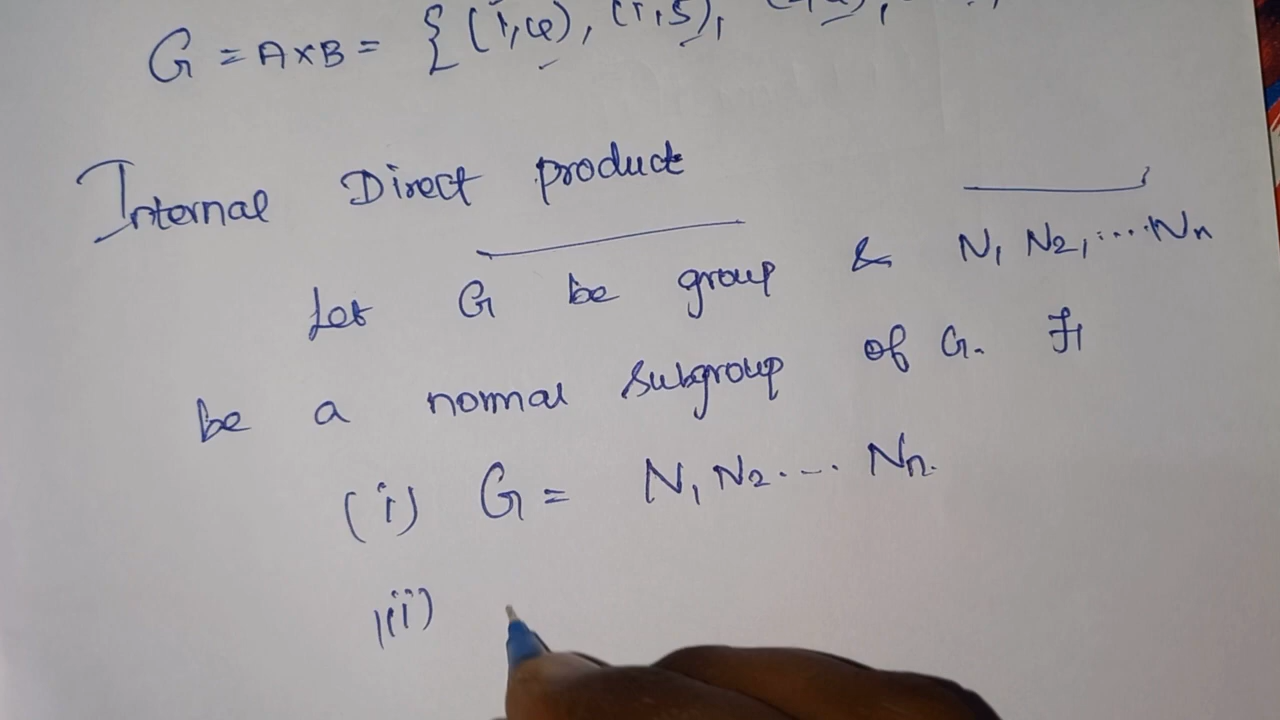 G = A×B = { (1,4), (1,5),
Internal Direct product
Let G be group & N₁ N₂, ... Nₙ
be a normal subgroup of G. If
(i) G = N₁ N₂ ... Nₙ.
(ii)